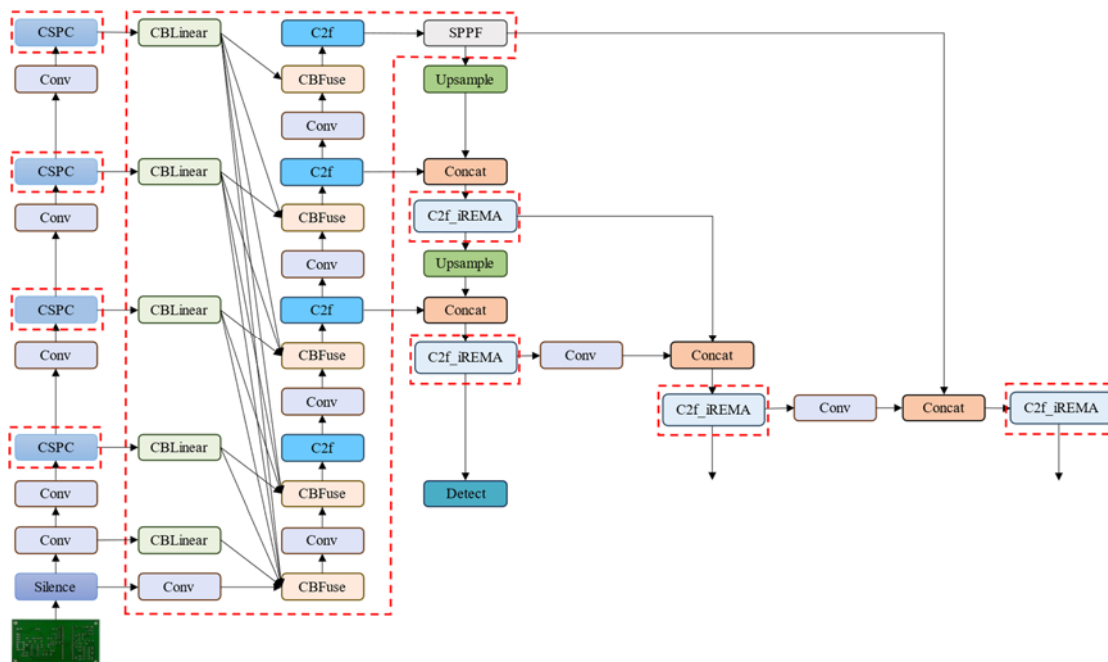 CSPC
CBLinear
C2f
SPPF
Conv
CBFuse
Upsample
Conv
CSPC
CBLinear
C2f
Concat
Conv
CBFuse
C2f_iREMA
Conv
Upsample
CSPC
CBLinear
C2f
Concat
Conv
CBFuse
C2f_iREMA
Conv
Concat
Conv
C2f_iREMA
Conv
Concat
C2f_iREMA
CSPC
CBLinear
C2f
Conv
CBFuse
Detect
Conv
CBLinear
Conv
Silence
Conv
CBFuse